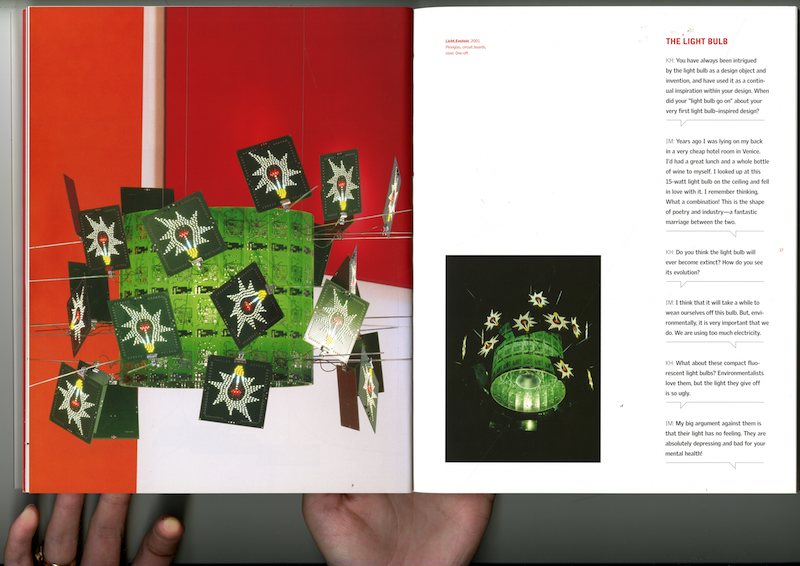 Licht.Einstein, 2001.
Plexiglas, circuit boards,
steel. One-off.
THE LIGHT BULB
KH: You have always been intrigued
by the light bulb as a design object and
invention, and have used it as a contin-
ual inspiration within your design. When
did your "light bulb go on" about your
very first light bulb–inspired design?
IM: Years ago I was lying on my back
in a very cheap hotel room in Venice.
I'd had a great lunch and a whole bottle
of wine to myself. I looked up at this
15-watt light bulb on the ceiling and fell
in love with it. I remember thinking,
What a combination! This is the shape
of poetry and industry—a fantastic
marriage between the two.
KH: Do you think the light bulb will
ever become extinct? How do you see
its evolution?
IM: I think that it will take a while to
wean ourselves off this bulb. But, envi-
ronmentally, it is very important that we
do. We are using too much electricity.
KH: What about these compact fluo-
rescent light bulbs? Environmentalists
love them, but the light they give off
is so ugly.
IM: My big argument against them is
that their light has no feeling. They are
absolutely depressing and bad for your
mental health!